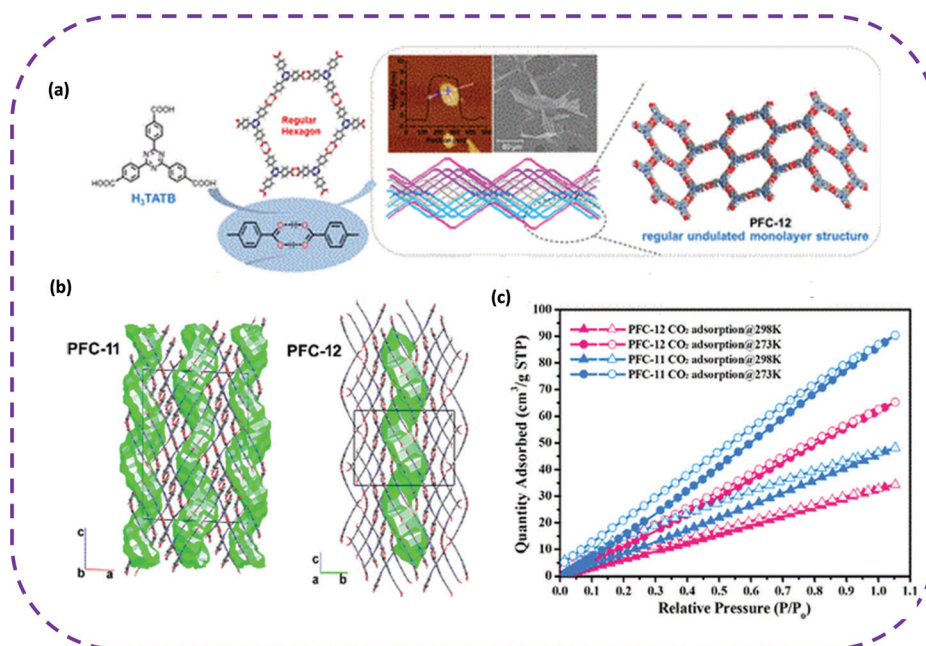 (a)
COOH
HOOC
COOH
H₃TATB
Regular
Hexagon
PFC-12
regular undulated monolayer structure
(b)
PFC-11
c
b
a
PFC-12
c
a
b
(c)
PFC-12 CO₂ adsorption@298K
PFC-12 CO₂ adsorption@273K
PFC-11 CO₂ adsorption@298K
PFC-11 CO₂ adsorption@273K
Quantity Adsorbed (cm³/g STP)
100
90
80
70
60
50
40
30
20
10
0
0.1 0.2 0.3 0.4 0.5 0.6 0.7 0.8 0.9 1.0 1.1
Relative Pressure (P/P₀)